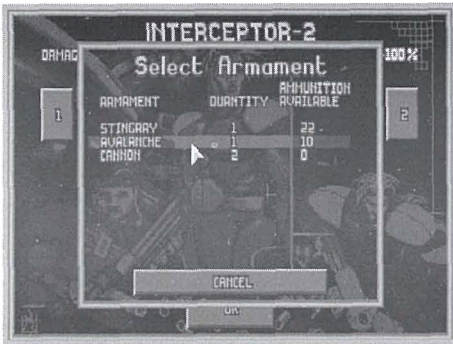 INTERCEPTOR-2
DAMAG
100%
Select Armament
ARMAMENT QUANTITY AMMUNITION AVAILABLE
1
2
STINGARY 1 22
AVALANCHE 1 10
CANNON 2 0
CANCEL
OK